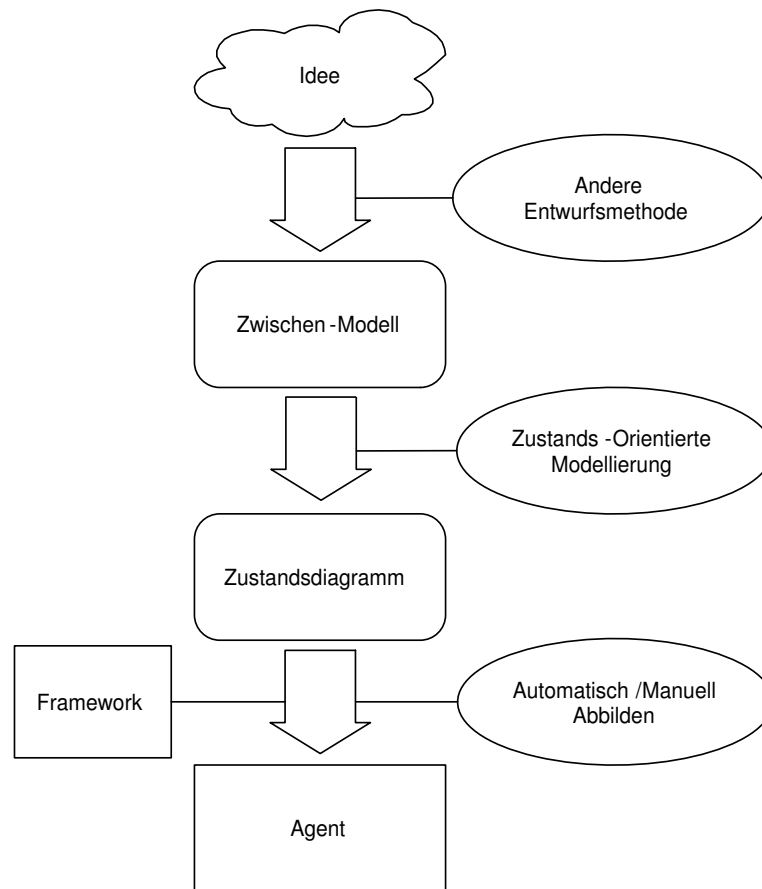 Idee
Andere
Entwurfsmethode
Zwischen -Modell
Zustands -Orientierte
Modellierung
Zustandsdiagramm
Framework
Automatisch /Manuell
Abbilden
Agent